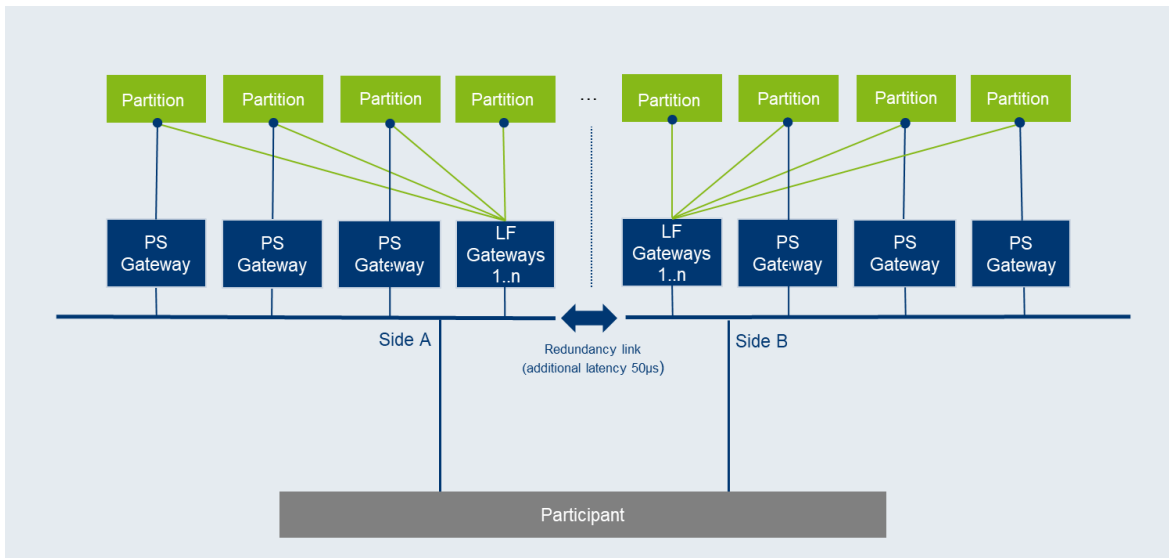 Partition
Partition
Partition
Partition
...
Partition
Partition
Partition
Partition
PS
Gateway
PS
Gateway
PS
Gateway
LF
Gateways
1..n
LF
Gateways
1..n
PS
Gateway
PS
Gateway
PS
Gateway
Side A
Redundancy link
(additional latency 50µs)
Side B
Participant